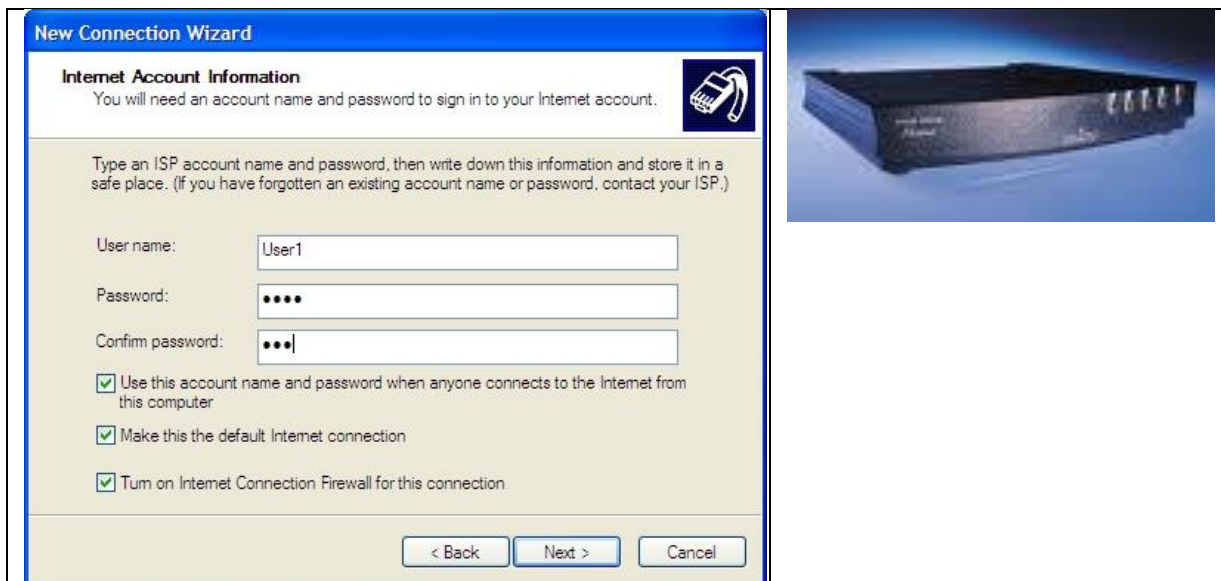 New Connection Wizard
Internet Account Information
You will need an account name and password to sign in to your Internet account.
Type an ISP account name and password, then write down this information and store it in a
safe place. (If you have forgotten an existing account name or password, contact your ISP.)
User name:
User1
Password:
••••
Confirm password:
•••
Use this account name and password when anyone connects to the Internet from
this computer
Make this the default Internet connection
Turn on Internet Connection Firewall for this connection
< Back
Next >
Cancel